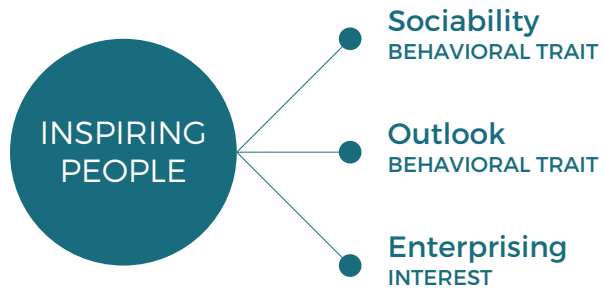 INSPIRING
PEOPLE
Sociability
BEHAVIORAL TRAIT
Outlook
BEHAVIORAL TRAIT
Enterprising
INTEREST